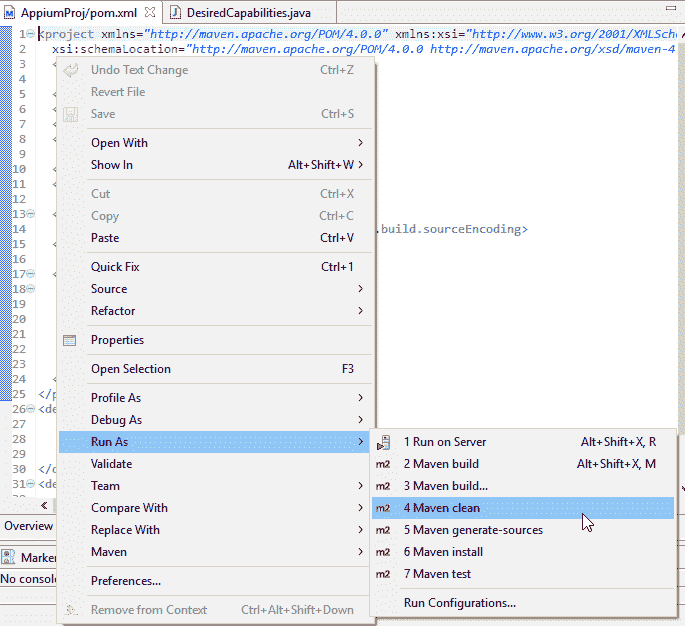 AppiumProj/pom.xml DesiredCapabilities.java
1 <project xmlns="http://maven.apache.org/POM/4.0.0" xmlns:xsi="http://www.w3.org/2001/XMLSche
2 xsi:schemaLocation="http://maven.apache.org/POM/4.0.0 http://maven.apache.org/xsd/maven-4
3 <
4
5 <
6 <
7 <
8 <
9
10 <
11 <
12
13 <
14 .build.sourceEncoding>
15 <
16
17 <
18 <
19
20
21
22
23
24 <
25 </p
26 <de
27
28
29
30 </d
31 <de
Undo Text Change Ctrl+Z
Revert File
Save Ctrl+S
Open With
Show In Alt+Shift+W
Cut Ctrl+X
Copy Ctrl+C
Paste Ctrl+V
Quick Fix Ctrl+1
Source
Refactor
Properties
Open Selection F3
Profile As
Debug As
Run As
Validate
Team
Compare With
Replace With
Maven
Preferences...
Remove from Context Ctrl+Alt+Shift+Down
1 Run on Server Alt+Shift+X, R
m2 2 Maven build Alt+Shift+X, M
m2 3 Maven build...
m2 4 Maven clean
m2 5 Maven generate-sources
m2 6 Maven install
m2 7 Maven test
Run Configurations...
Overview
Marker
No consol